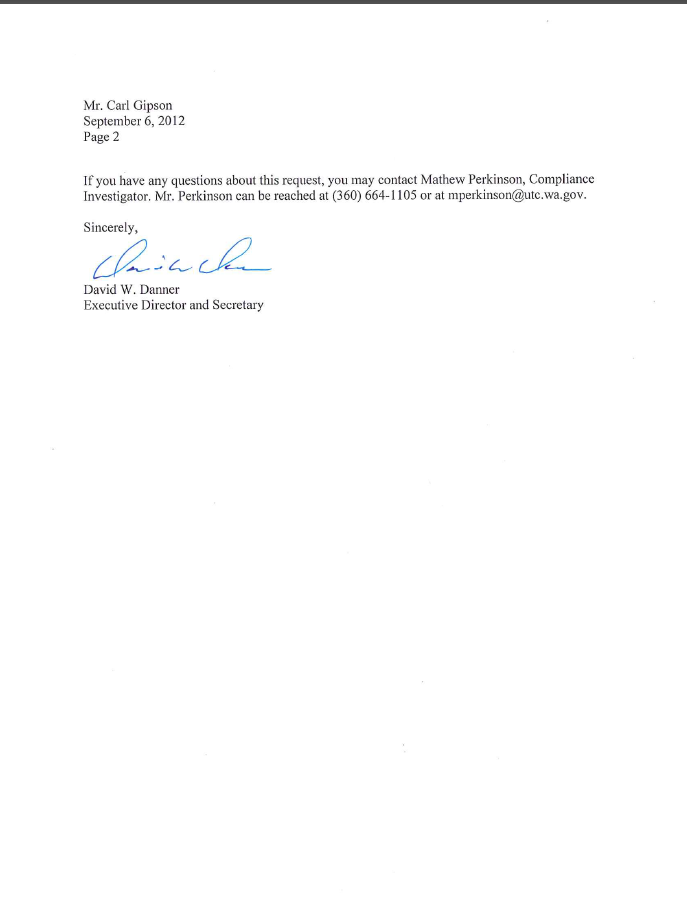 Mr. Carl Gipson
September 6, 2012
Page 2
If you have any questions about this request, you may contact Mathew Perkinson, Compliance
Investigator. Mr. Perkinson can be reached at (360) 664-1105 or at mperkinson@utc.wa.gov.
Sincerely,
David W. Danner
Executive Director and Secretary